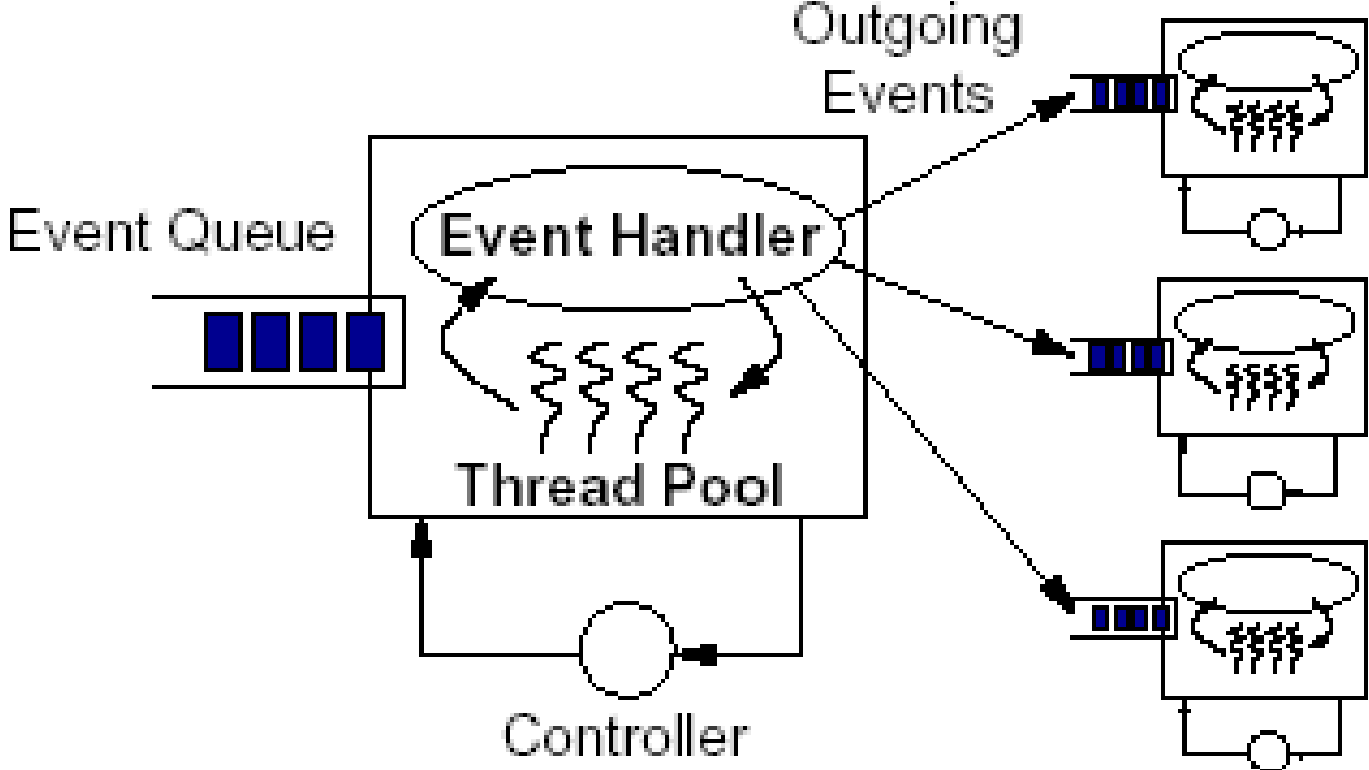 Outgoing
Events
Event Queue
Event Handler
Thread Pool
Controller